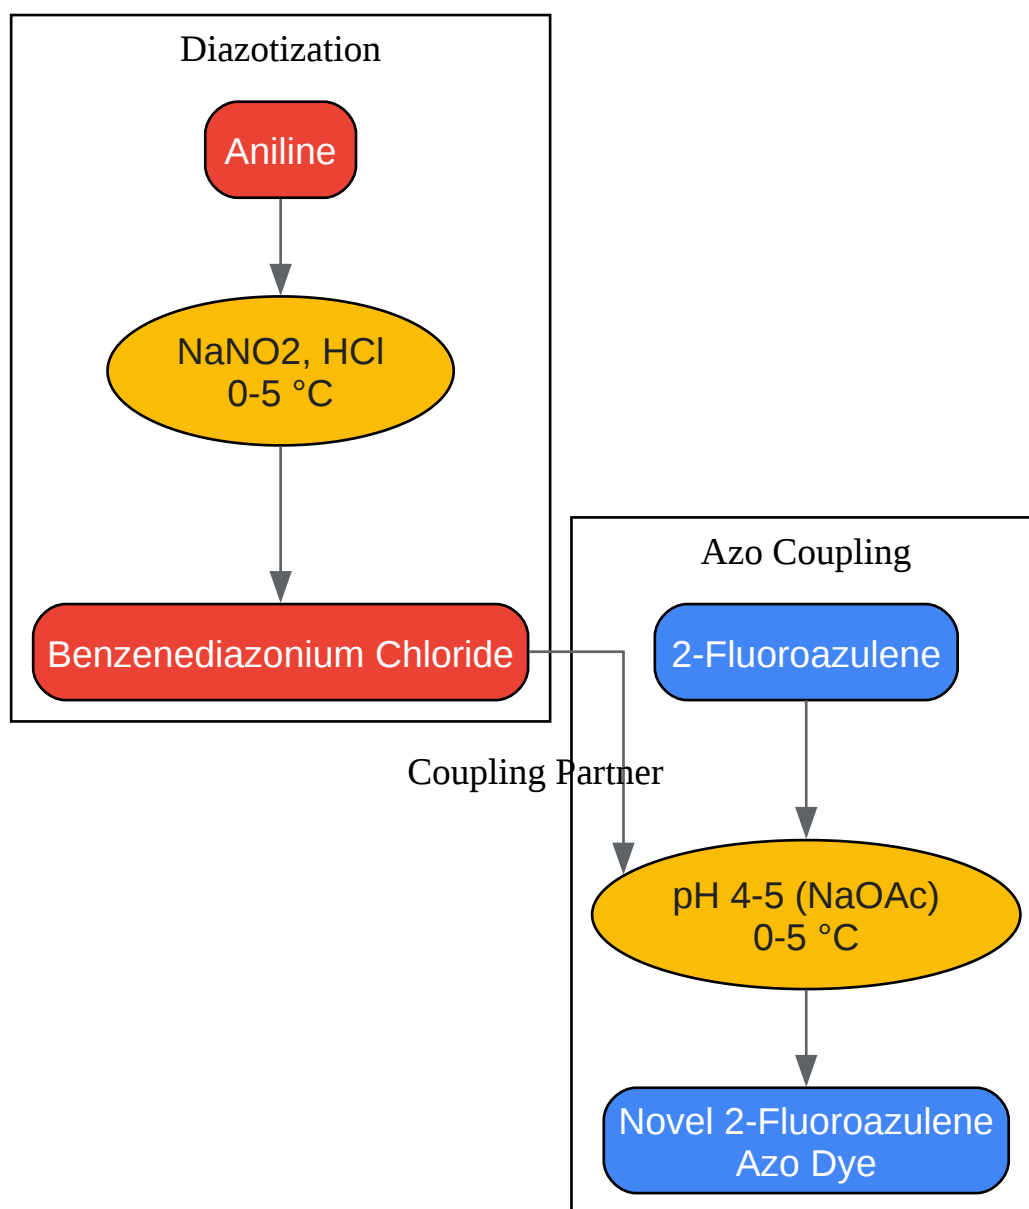 Diazotization
Aniline
NaNO2, HCl
0-5 °C
Benzenediazonium Chloride
Azo Coupling
2-Fluoroazulene
Coupling Partner
pH 4-5 (NaOAc)
0-5 °C
Novel 2-Fluoroazulene
Azo Dye